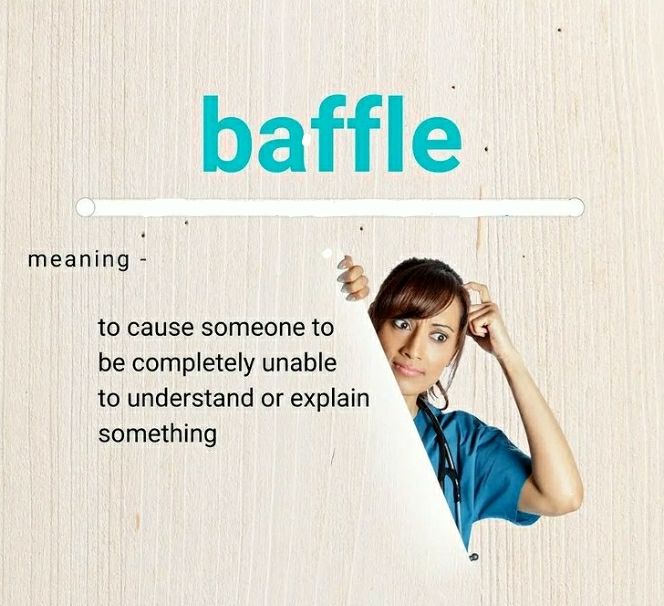 baffle
meaning -
to cause someone to
be completely unable
to understand or explain
something